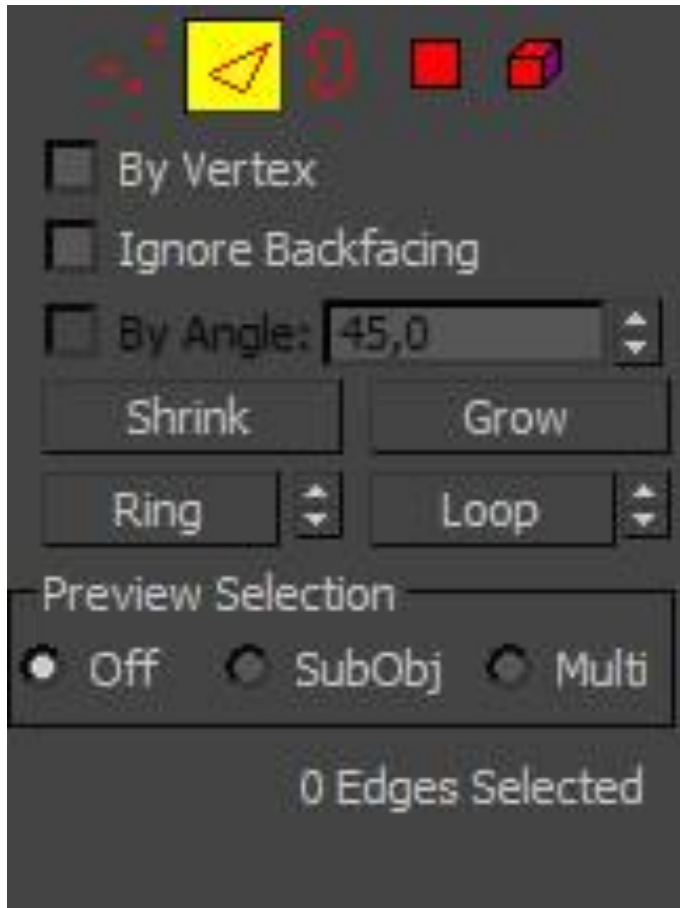 By Vertex
Ignore Backfacing
By Angle: 45,0
Shrink Grow
Ring Loop
Preview Selection
Off SubObj Multi
0 Edges Selected